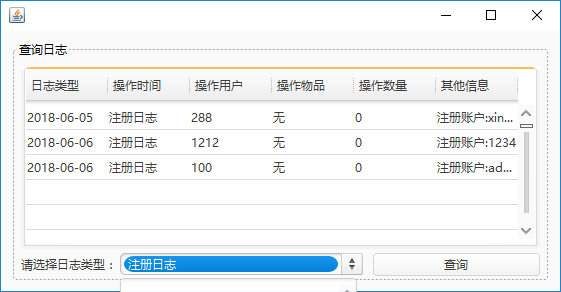 查询日志
日志类型 操作时间 操作用户 操作物品 操作数量 其他信息
2018-06-05 注册日志 288 无 0 注册账户:xin...
2018-06-06 注册日志 1212 无 0 注册账户:1234
2018-06-06 注册日志 100 无 0 注册账户:ad...
请选择日志类型： 注册日志 查询